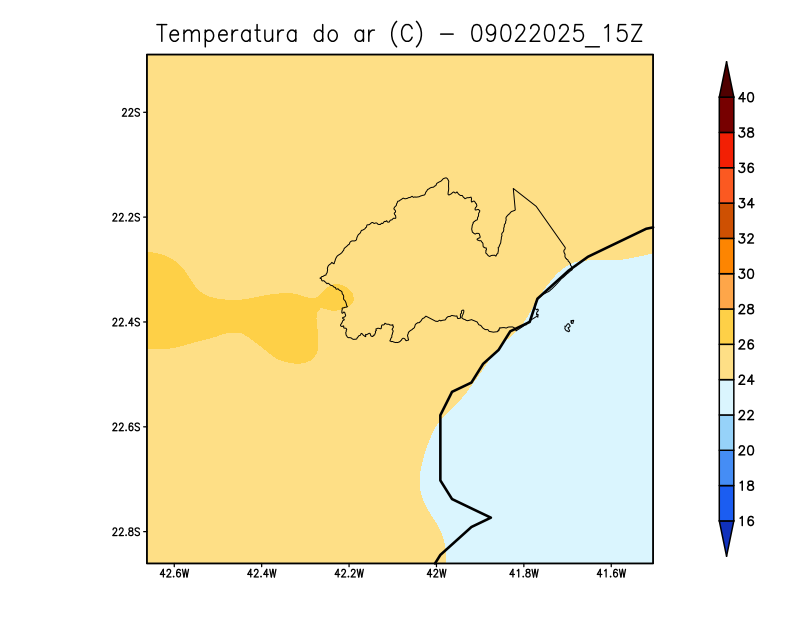 Temperatura do ar (C) - 09022025_15Z
40
38
36
34
32
30
28
26
24
22
20
18
16
22S
22.2S
22.4S
22.6S
22.8S
42.6W
42.4W
42.2W
42W
41.8W
41.6W